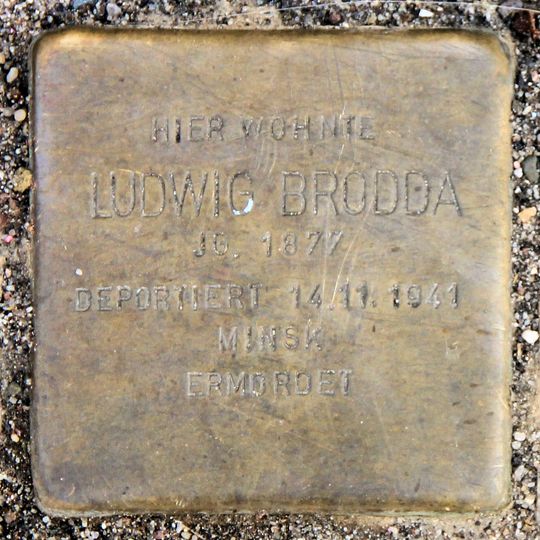 HIER WOHNTE
LUDWIG BRODDA
JG. 1877
DEPORTIERT 14.11.1941
MINSK
ERMORDET